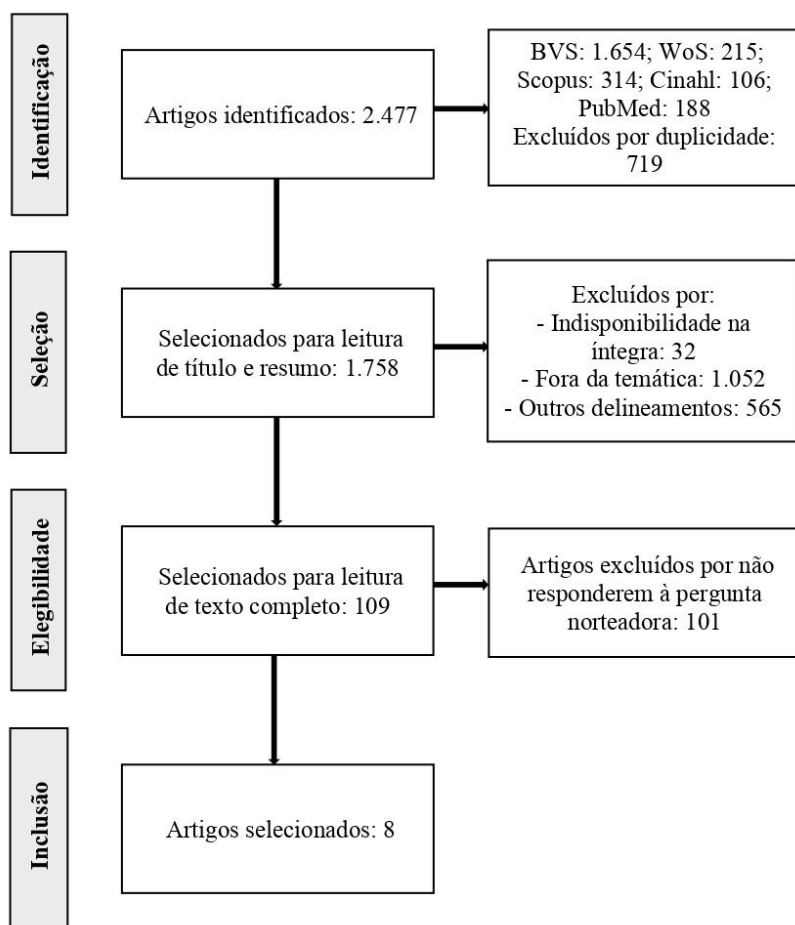 Identificação
Artigos identificados: 2.477
BVS: 1.654; WoS: 215;
Scopus: 314; Cinahl: 106;
PubMed: 188
Excluídos por duplicidade:
719
Seleção
Selecionados para leitura
de título e resumo: 1.758
Excluídos por:
- Indisponibilidade na
íntegra: 32
- Fora da temática: 1.052
- Outros delineamentos: 565
Elegibilidade
Selecionados para leitura
de texto completo: 109
Artigos excluídos por não
responderem à pergunta
norteadora: 101
Inclusão
Artigos selecionados: 8